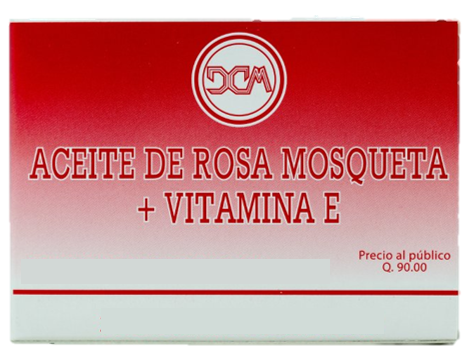 DCM
ACEITE DE ROSA MOSQUETA
+ VITAMINA E
Precio al público
Q. 90.00